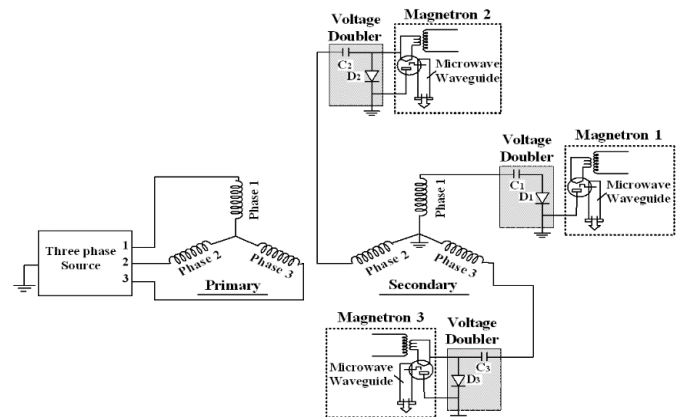 Voltage
Doubler
C2
D2
Magnetron 2
Microwave
Waveguide
Voltage
Doubler
C1
D1
Magnetron 1
Microwave
Waveguide
Three phase
Source
1
2
3
Phase 1
Phase 2
Phase 3
Primary
Phase 1
Phase 2
Phase 3
Secondary
Magnetron 3
Microwave
Waveguide
Voltage
Doubler
C3
D3